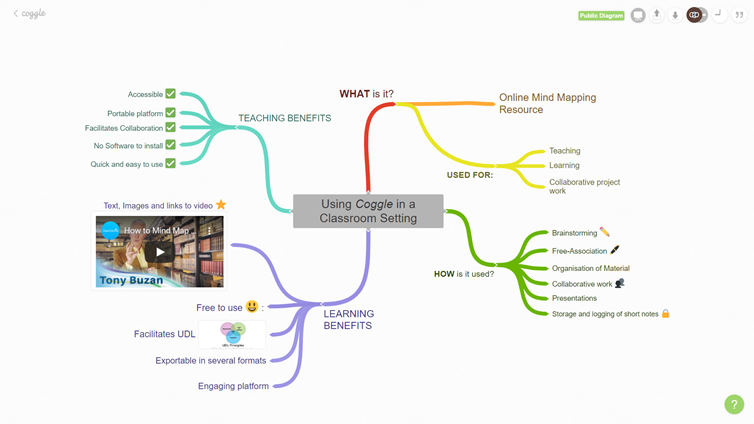 coggle
Public Diagram
WHAT is it?
Online Mind Mapping
Resource
USED FOR:
Teaching
Learning
Collaborative project
work
TEACHING BENEFITS
Accessible
Portable platform
Facilitates Collaboration
No Software to install
Quick and easy to use
Using Coggle in a
Classroom Setting
HOW is it used?
Brainstorming
Free-Association
Organisation of Material
Collaborative work
Presentations
Storage and logging of short notes
LEARNING
BENEFITS
Text, Images and links to video
How to Mind Map
Tony Buzan
Free to use :
Facilitates UDL
Exportable in several formats
Engaging platform
?